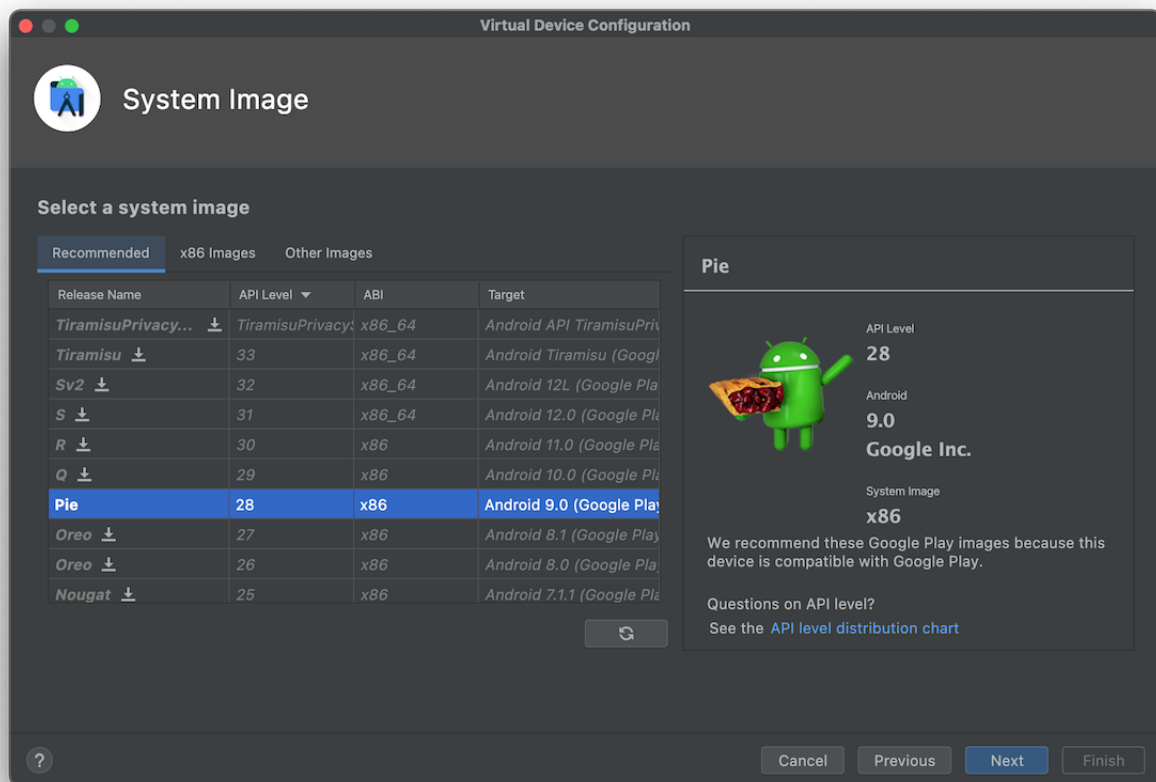 Virtual Device Configuration
System Image
Select a system image
Recommended x86 Images Other Images
Release Name API Level ABI Target
TiramisuPrivacy... TiramisuPrivacyS x86_64 Android API TiramisuPriv
Tiramisu 33 x86_64 Android Tiramisu (Googl
Sv2 32 x86_64 Android 12L (Google Pla
S 31 x86_64 Android 12.0 (Google Pla
R 30 x86 Android 11.0 (Google Pla
Q 29 x86 Android 10.0 (Google Pla
Pie 28 x86 Android 9.0 (Google Play
Oreo 27 x86 Android 8.1 (Google Play
Oreo 26 x86 Android 8.0 (Google Play
Nougat 25 x86 Android 7.1.1 (Google Pla
Pie
API Level
28
Android
9.0
Google Inc.
System Image
x86
We recommend these Google Play images because this
device is compatible with Google Play.
Questions on API level?
See the API level distribution chart
? Cancel Previous Next Finish